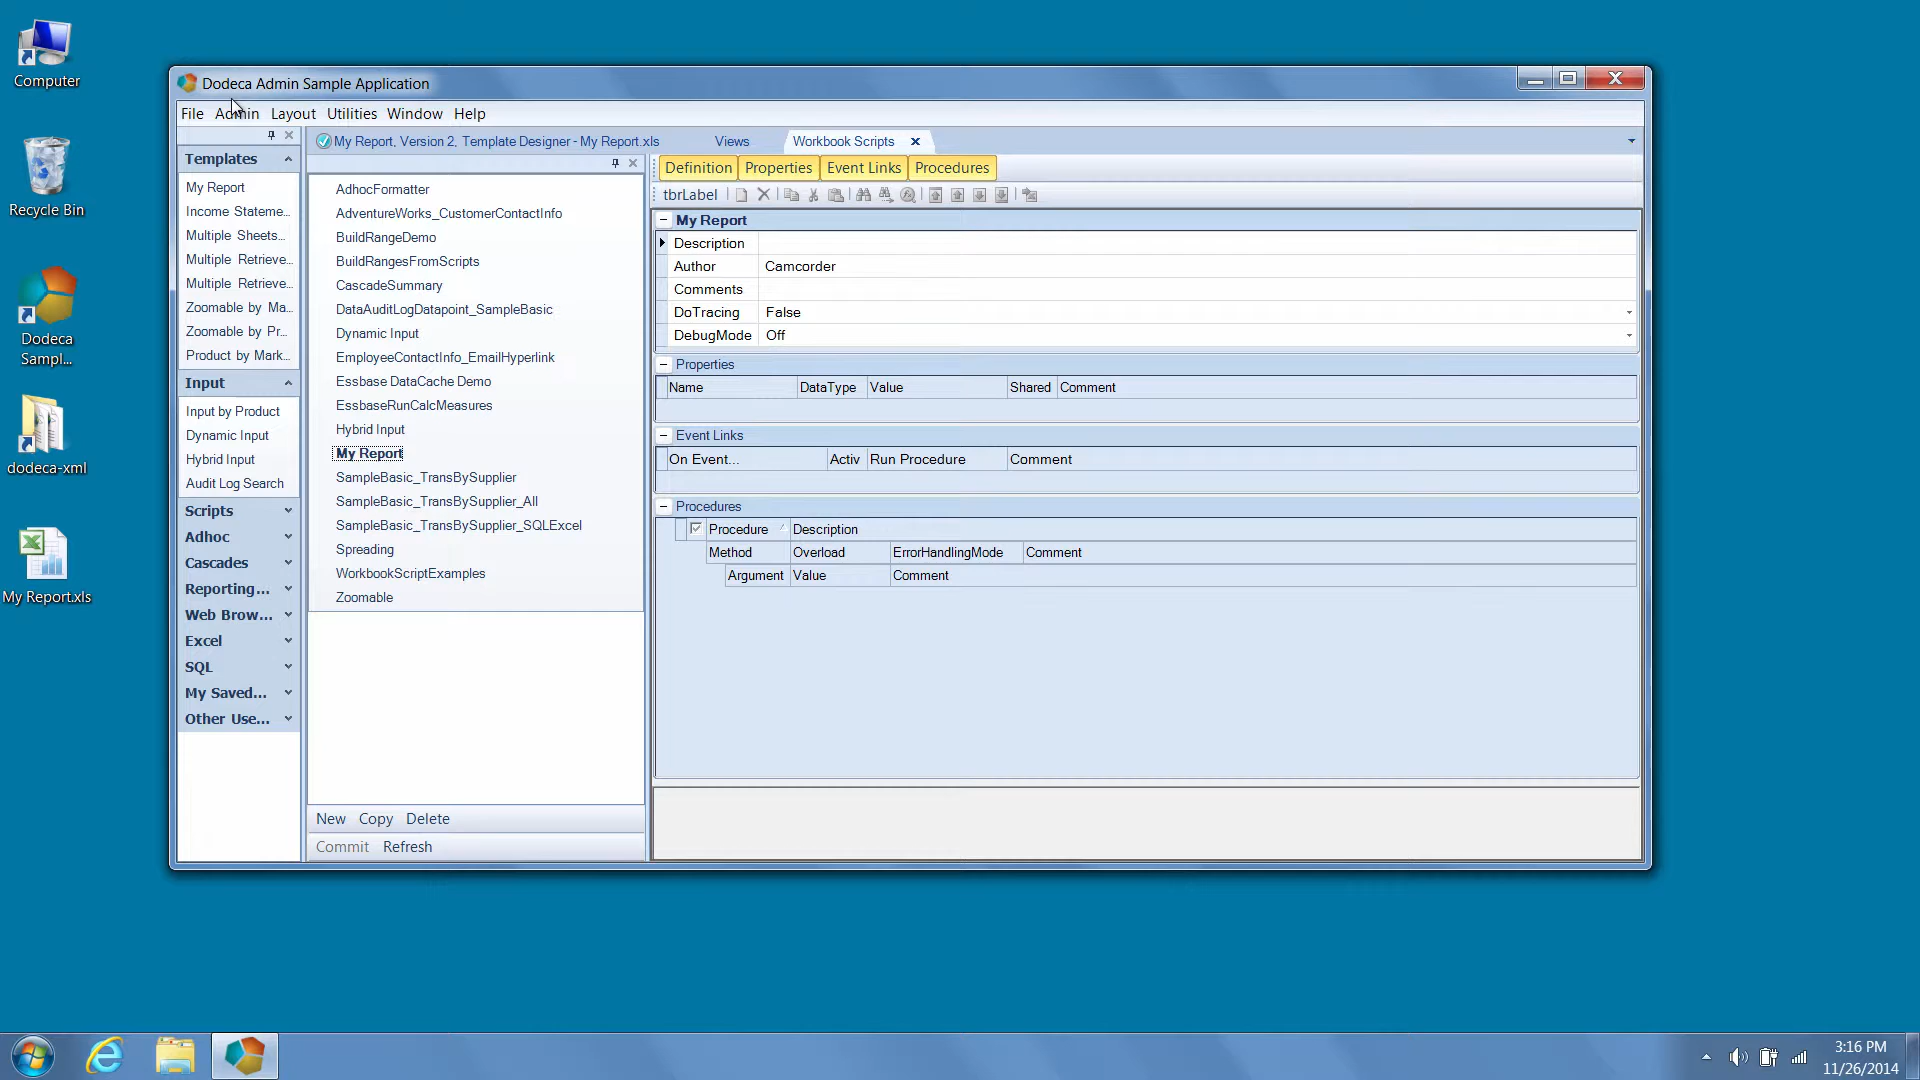 Computer
Recycle Bin
Dodeca
Sampl...
dodeca-xml
My Report.xls
Dodeca Admin Sample Application
File Admin Layout Utilities Window Help
Templates
My Report
Income Stateme...
Multiple Sheets...
Multiple Retrieve...
Multiple Retrieve...
Zoomable by Ma...
Zoomable by Pr...
Product by Mark...
Input
Input by Product
Dynamic Input
Hybrid Input
Audit Log Search
Scripts
Adhoc
Cascades
Reporting...
Web Brow...
Excel
SQL
My Saved...
Other Use...
My Report, Version 2, Template Designer - My Report.xls Views Workbook Scripts
AdhocFormatter
AdventureWorks_CustomerContactInfo
BuildRangeDemo
BuildRangesFromScripts
CascadeSummary
DataAuditLogDatapoint_SampleBasic
Dynamic Input
EmployeeContactInfo_EmailHyperlink
Essbase DataCache Demo
EssbaseRunCalcMeasures
Hybrid Input
My Report
SampleBasic_TransBySupplier
SampleBasic_TransBySupplier_All
SampleBasic_TransBySupplier_SQLExcel
Spreading
WorkbookScriptExamples
Zoomable
New Copy Delete
Commit Refresh
Definition Properties Event Links Procedures
tbrLabel
My Report
Description
Author Camcorder
Comments
DoTracing False
DebugMode Off
Properties
Name DataType Value Shared Comment
Event Links
On Event... Activ Run Procedure Comment
Procedures
Procedure Description
Method Overload ErrorHandlingMode Comment
Argument Value Comment
3:16 PM
11/26/2014